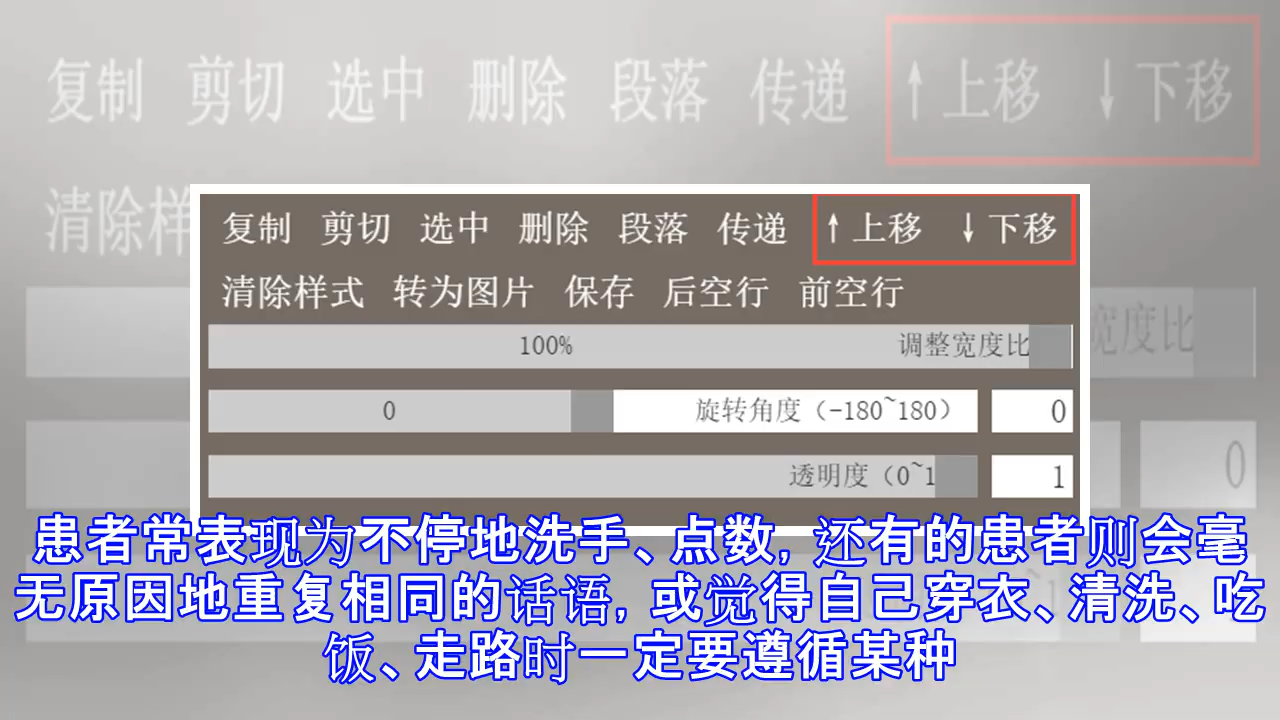 复制 剪切 选中 删除 段落 传递 ↑上移 ↓下移
清除样
复制 剪切 选中 删除 段落 传递 ↑上移 ↓下移
清除样式 转为图片 保存 后空行 前空行
100% 调整宽度比
宽度比
0 旋转角度（-180~180） 0
0
透明度（0~1 1
患者常表现为不停地洗手、点数，还有的患者则会毫
无原因地重复相同的话语，或觉得自己穿衣、清洗、吃
饭、走路时一定要遵循某种